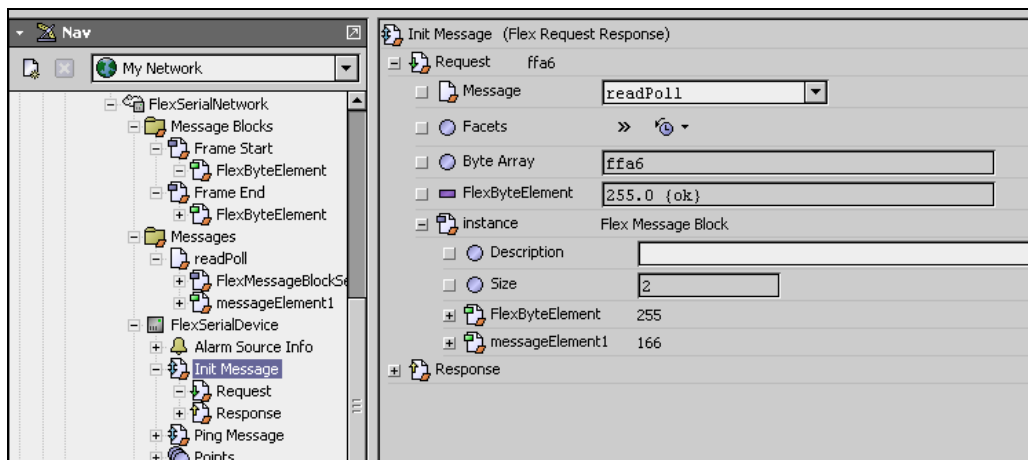 Nav
My Network
FlexSerialNetwork
Message Blocks
Frame Start
FlexByteElement
Frame End
FlexByteElement
Messages
readPoll
FlexMessageBlockSe
messageElement1
FlexSerialDevice
Alarm Source Info
Init Message
Request
Response
Ping Message
Points
Init Message (Flex Request Response)
Request ffa6
Message readPoll
Facets »
Byte Array ffa6
FlexByteElement 255.0 {ok}
instance Flex Message Block
Description
Size 2
FlexByteElement 255
messageElement1 166
Response